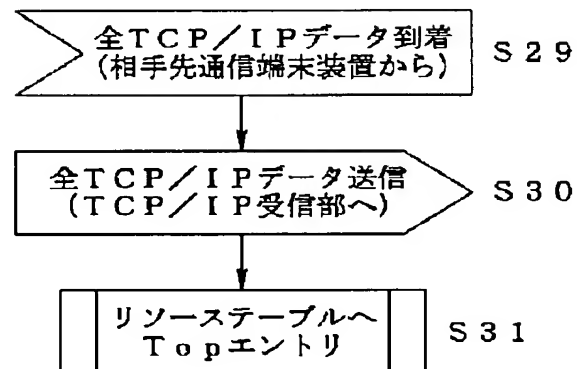 全TCP/IPデータ到着
(相手先通信端末装置から)
S29
全TCP/IPデータ送信
(TCP/IP受信部へ)
S30
リソーステーブルへ
Topエントリ
S31